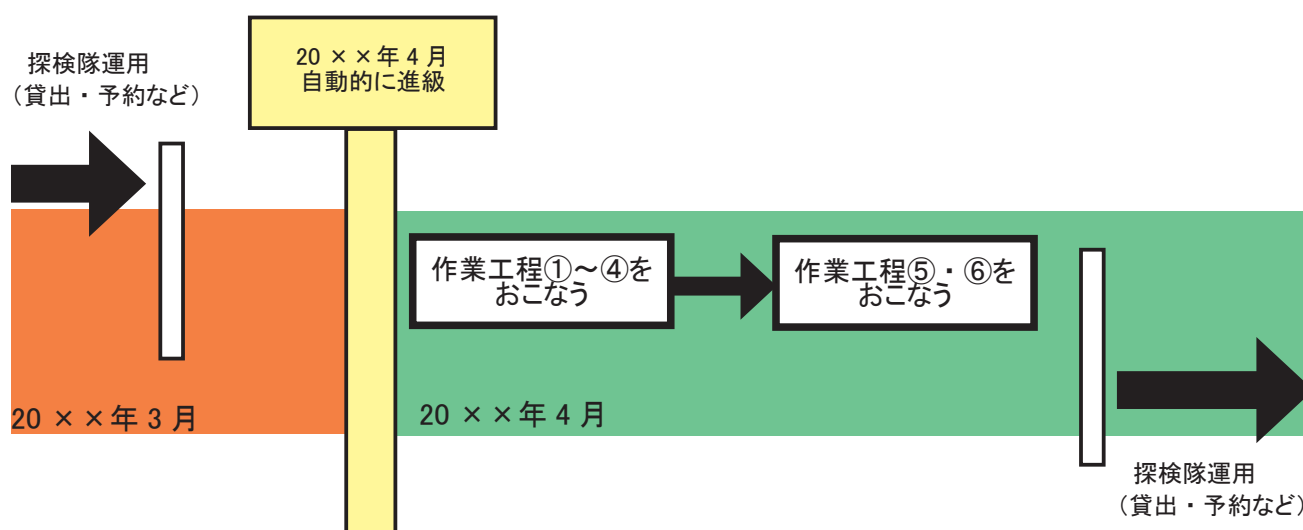 探検隊運用
（貸出・予約など）
20××年4月
自動的に進級
作業工程①～④を
おこなう
作業工程⑤・⑥を
おこなう
20××年3月
20××年4月
探検隊運用
（貸出・予約など）